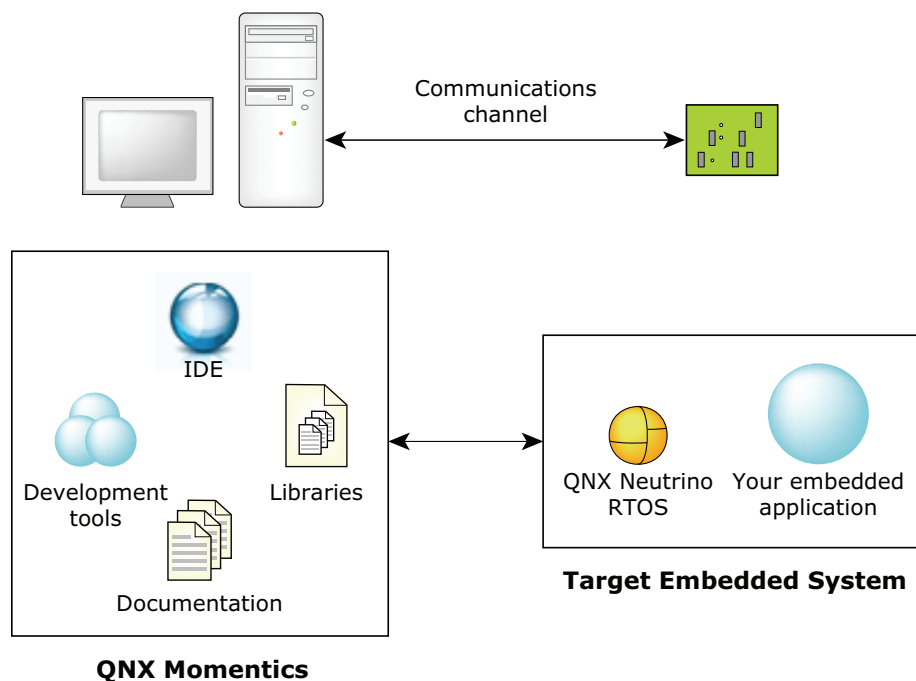 Communications
channel
IDE
Development
tools
Libraries
Documentation
QNX Momentics
QNX Neutrino
RTOS
Your embedded
application
Target Embedded System